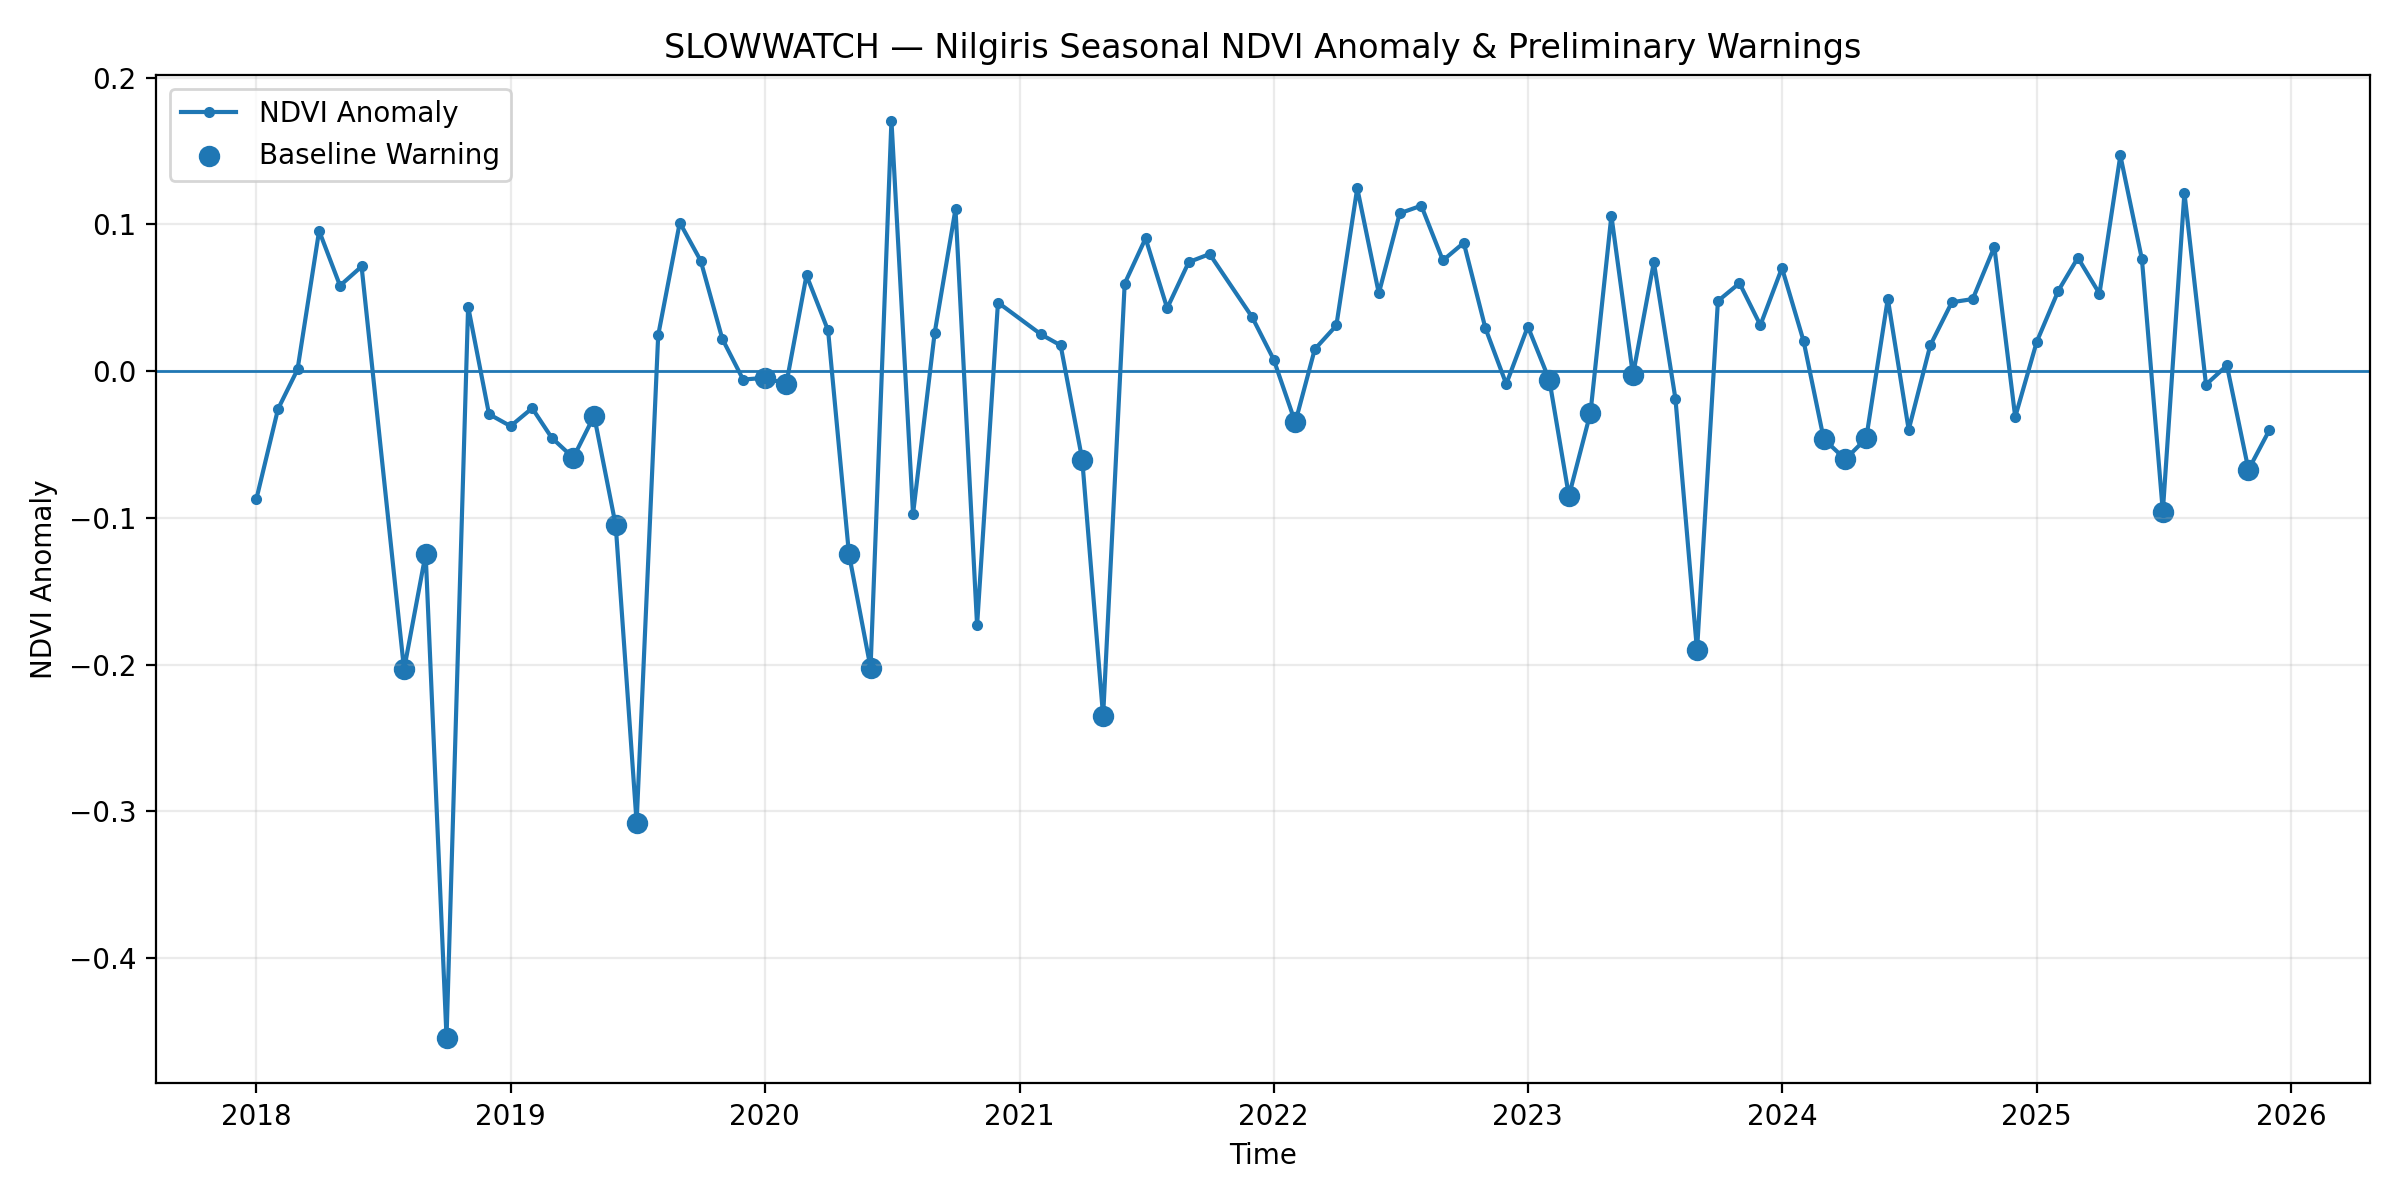 SLOWWATCH — Nilgiris Seasonal NDVI Anomaly & Preliminary Warnings
NDVI Anomaly
Baseline Warning
0.2
0.1
0.0
−0.1
−0.2
−0.3
−0.4
NDVI Anomaly
2018 2019 2020 2021 2022 2023 2024 2025 2026
Time